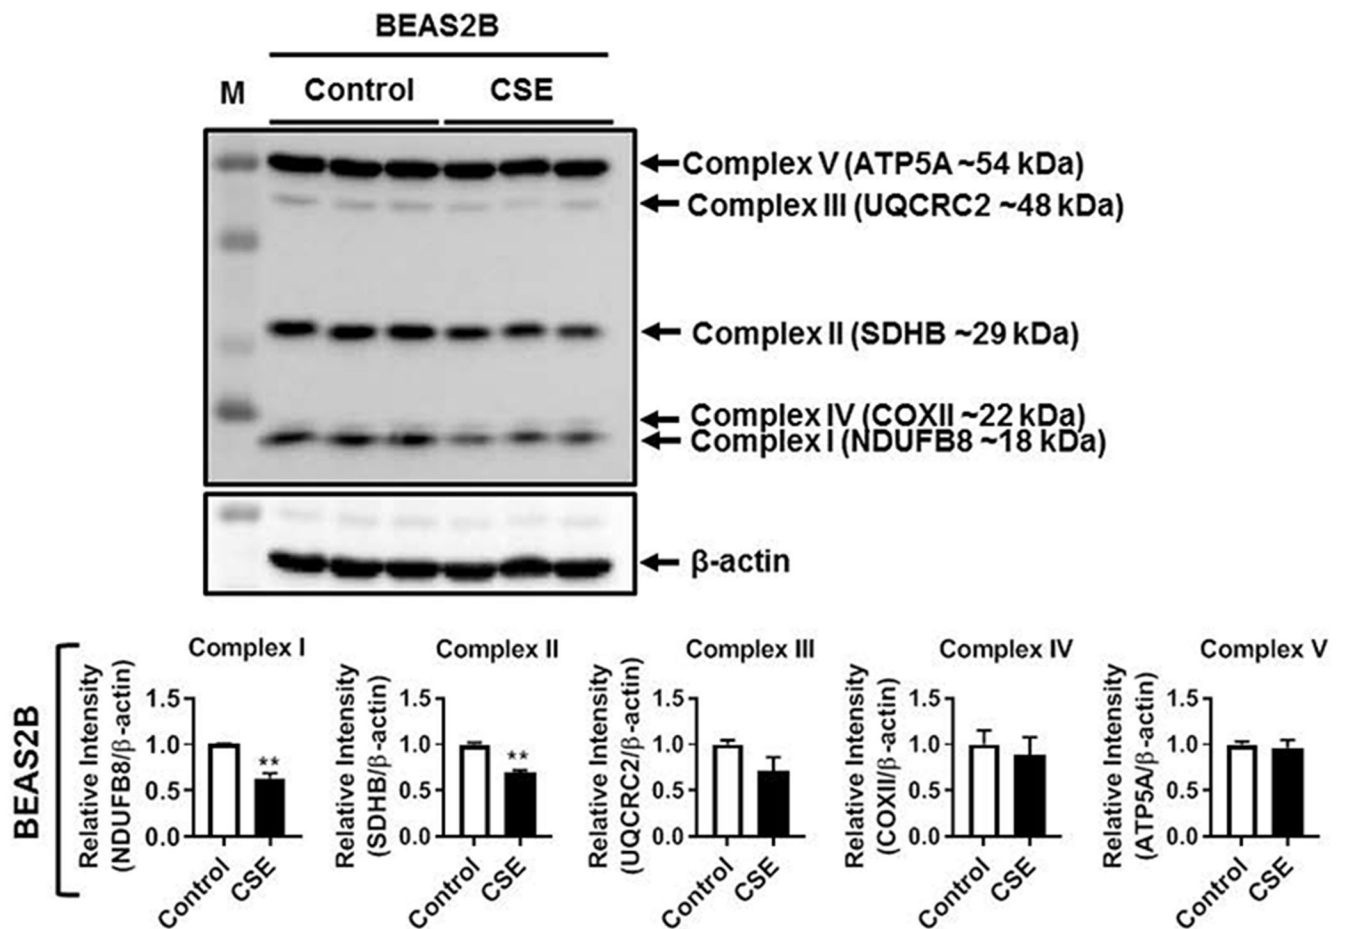 BEAS2B
M Control CSE
Complex V (ATP5A ~54 kDa)
Complex III (UQCRC2 ~48 kDa)
Complex II (SDHB ~29 kDa)
Complex IV (COXII ~22 kDa)
Complex I (NDUFB8 ~18 kDa)
β-actin
BEAS2B
Complex I
Relative Intensity
(NDUFB8/β-actin)
1.5
1.0
0.5
0.0
**
Control
CSE
Complex II
Relative Intensity
(SDHB/β-actin)
1.5
1.0
0.5
0.0
**
Control
CSE
Complex III
Relative Intensity
(UQCRC2/β-actin)
1.5
1.0
0.5
0.0
Control
CSE
Complex IV
Relative Intensity
(COXII/β-actin)
1.5
1.0
0.5
0.0
Control
CSE
Complex V
Relative Intensity
(ATP5A/β-actin)
1.5
1.0
0.5
0.0
Control
CSE